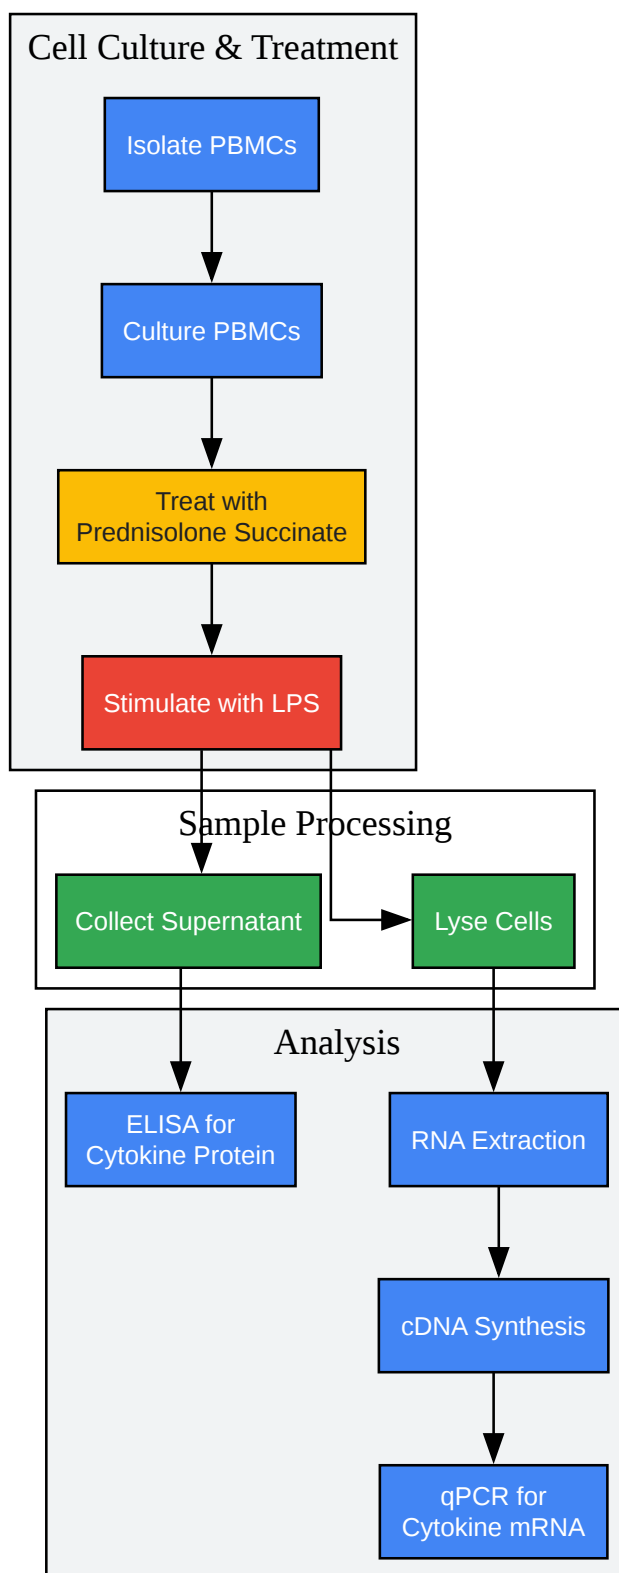 Cell Culture & Treatment
Isolate PBMCs
Culture PBMCs
Treat with
Prednisolone Succinate
Stimulate with LPS
Sample Processing
Collect Supernatant
Lyse Cells
Analysis
ELISA for
Cytokine Protein
RNA Extraction
cDNA Synthesis
qPCR for
Cytokine mRNA